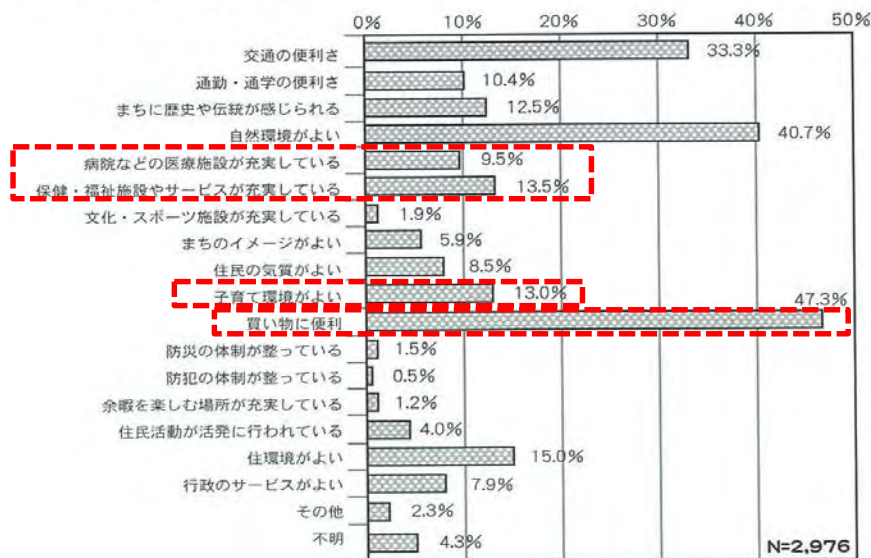 0% 10% 20% 30% 40% 50%
交通の便利さ 33.3%
通勤・通学の便利さ 10.4%
まちに歴史や伝統が感じられる 12.5%
自然環境がよい 40.7%
病院などの医療施設が充実している 9.5%
保健・福祉施設やサービスが充実している 13.5%
文化・スポーツ施設が充実している 1.9%
まちのイメージがよい 5.9%
住民の気質がよい 8.5%
子育て環境がよい 13.0%
買い物に便利 47.3%
防災の体制が整っている 1.5%
防犯の体制が整っている 0.5%
余暇を楽しむ場所が充実している 1.2%
住民活動が活発に行われている 4.0%
住環境がよい 15.0%
行政のサービスがよい 7.9%
その他 2.3%
不明 4.3%
N=2,976